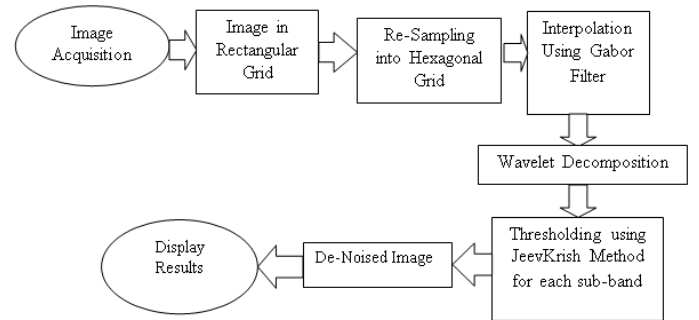 Image
Acquisition
Image in
Rectangular
Grid
Re-Sampling
into Hexagonal
Grid
Interpolation
Using Gabor
Filter
Wavelet Decomposition
Thresholding using
JeevKrish Method
for each sub-band
De-Noised Image
Display
Results